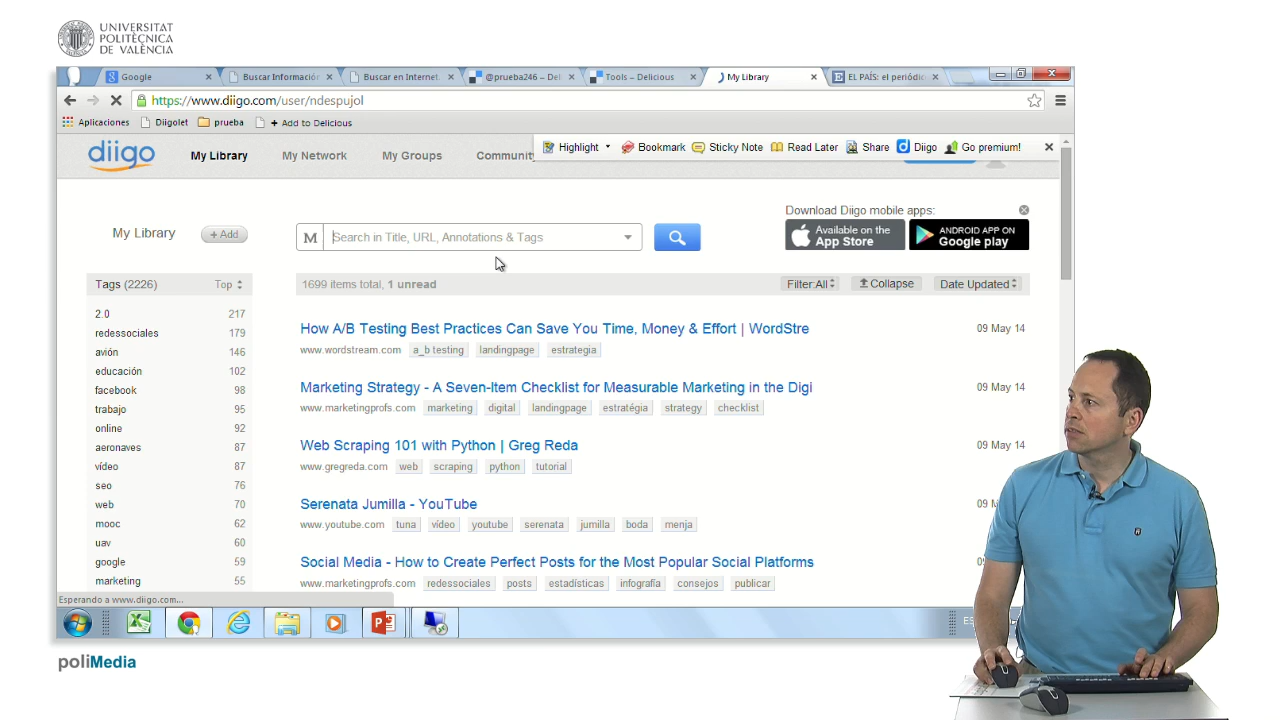 UNIVERSITAT
POLITÈCNICA
DE VALÈNCIA
Google
Buscar Informació
Buscar en Internet.
@prueba246 – Del
Tools – Delicious
My Library
EL PAÍS: el periódic
https://www.diigo.com/user/ndespujol
Aplicaciones Diigolet prueba + Add to Delicious
diigo My Library My Network My Groups Communit
Highlight Bookmark Sticky Note Read Later Share Diigo Go premium!
My Library + Add
M Search in Title, URL, Annotations & Tags
Download Diigo mobile apps:
Available on the
App Store
ANDROID APP ON
Google play
Tags (2226) Top
1699 items total, 1 unread
Filter:All Collapse Date Updated
2.0 217
redessociales 179
avión 146
educación 102
facebook 98
trabajo 95
online 92
aeronaves 87
vídeo 87
seo 76
web 70
mooc 62
uav 60
google 59
marketing 55
How A/B Testing Best Practices Can Save You Time, Money & Effort | WordStre 09 May 14
www.wordstream.com a_b testing landingpage estrategia
Marketing Strategy - A Seven-Item Checklist for Measurable Marketing in the Digi 09 May 14
www.marketingprofs.com marketing digital landingpage estratégia strategy checklist
Web Scraping 101 with Python | Greg Reda 09 May 14
www.gregreda.com web scraping python tutorial
Serenata Jumilla - YouTube 09 M
www.youtube.com tuna vídeo youtube serenata jumilla boda menja
Social Media - How to Create Perfect Posts for the Most Popular Social Platforms
www.marketingprofs.com redessociales posts estadísticas infografía consejos publicar
Esperando a www.diigo.com...
poliMedia